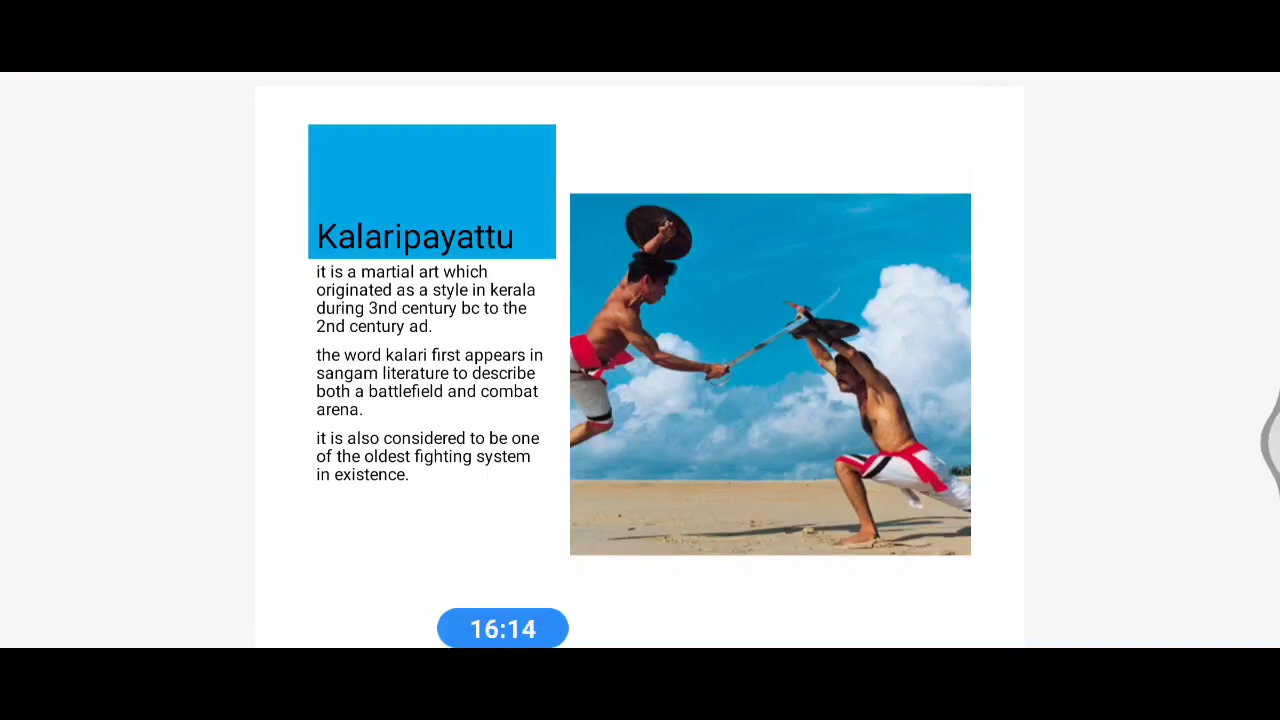 Kalaripayattu
it is a martial art which
originated as a style in kerala
during 3nd century bc to the
2nd century ad.
the word kalari first appears in
sangam literature to describe
both a battlefield and combat
arena.
it is also considered to be one
of the oldest fighting system
in existence.
16:14